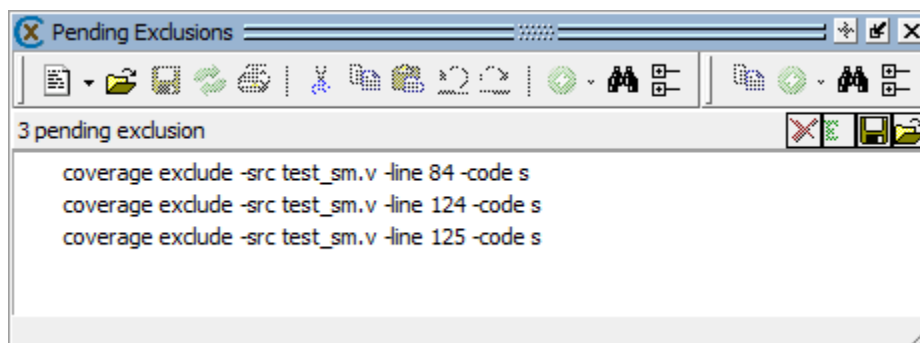 Pending Exclusions
3 pending exclusion
coverage exclude -src test_sm.v -line 84 -code s
coverage exclude -src test_sm.v -line 124 -code s
coverage exclude -src test_sm.v -line 125 -code s